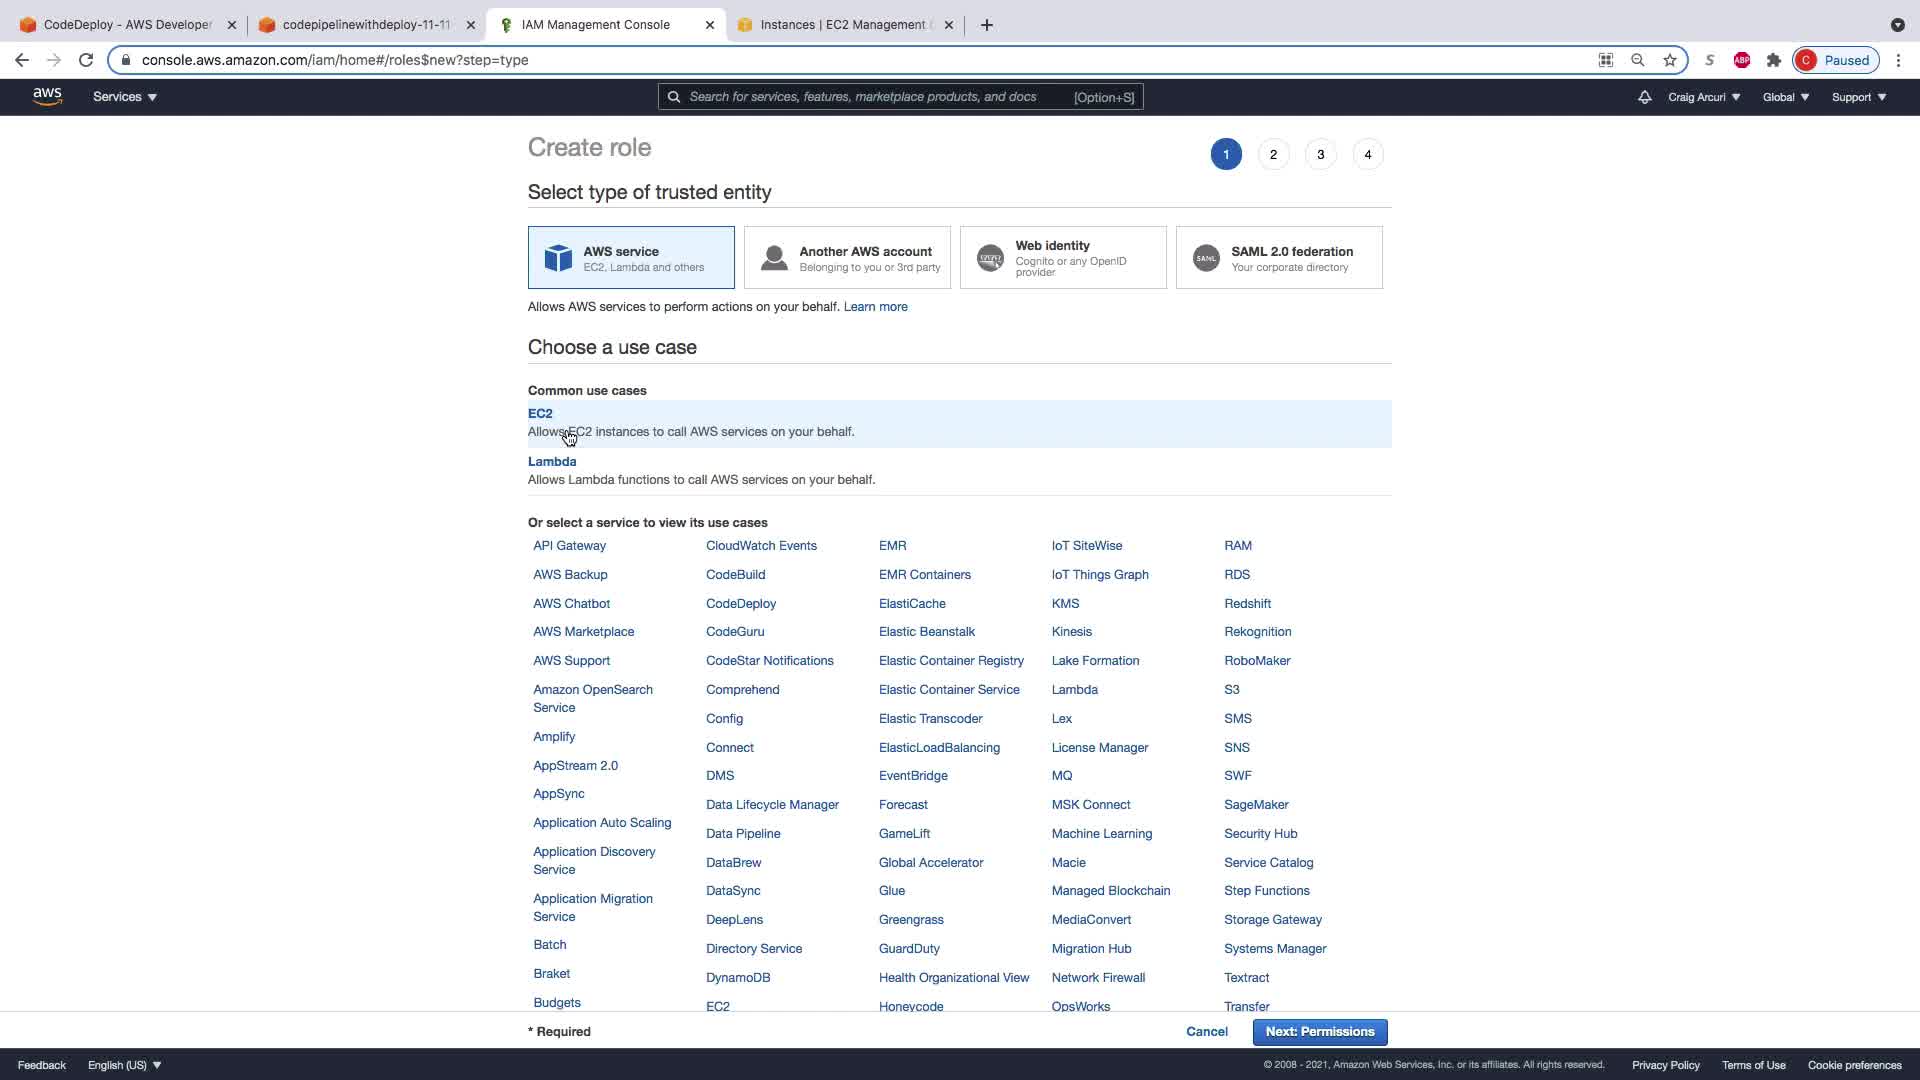 CodeDeploy - AWS Developer
codepipelinewithdeploy-11-11
IAM Management Console
Instances | EC2 Management C
console.aws.amazon.com/iam/home#/roles$new?step=type
S
ABP
C Paused
aws
Services
Search for services, features, marketplace products, and docs [Option+S]
Craig Arcuri
Global
Support
Create role
1 2 3 4
Select type of trusted entity
AWS service
EC2, Lambda and others
Another AWS account
Belonging to you or 3rd party
Web identity
Cognito or any OpenID
provider
SAML
SAML 2.0 federation
Your corporate directory
Allows AWS services to perform actions on your behalf. Learn more
Choose a use case
Common use cases
EC2
Allows EC2 instances to call AWS services on your behalf.
Lambda
Allows Lambda functions to call AWS services on your behalf.
Or select a service to view its use cases
API Gateway
AWS Backup
AWS Chatbot
AWS Marketplace
AWS Support
Amazon OpenSearch
Service
Amplify
AppStream 2.0
AppSync
Application Auto Scaling
Application Discovery
Service
Application Migration
Service
Batch
Braket
Budgets
CloudWatch Events
CodeBuild
CodeDeploy
CodeGuru
CodeStar Notifications
Comprehend
Config
Connect
DMS
Data Lifecycle Manager
Data Pipeline
DataBrew
DataSync
DeepLens
Directory Service
DynamoDB
EC2
EMR
EMR Containers
ElastiCache
Elastic Beanstalk
Elastic Container Registry
Elastic Container Service
Elastic Transcoder
ElasticLoadBalancing
EventBridge
Forecast
GameLift
Global Accelerator
Glue
Greengrass
GuardDuty
Health Organizational View
Honeycode
IoT SiteWise
IoT Things Graph
KMS
Kinesis
Lake Formation
Lambda
Lex
License Manager
MQ
MSK Connect
Machine Learning
Macie
Managed Blockchain
MediaConvert
Migration Hub
Network Firewall
OpsWorks
RAM
RDS
Redshift
Rekognition
RoboMaker
S3
SMS
SNS
SWF
SageMaker
Security Hub
Service Catalog
Step Functions
Storage Gateway
Systems Manager
Textract
Transfer
* Required
Cancel
Next: Permissions
Feedback
English (US)
© 2008 - 2021, Amazon Web Services, Inc. or its affiliates. All rights reserved.
Privacy Policy
Terms of Use
Cookie preferences